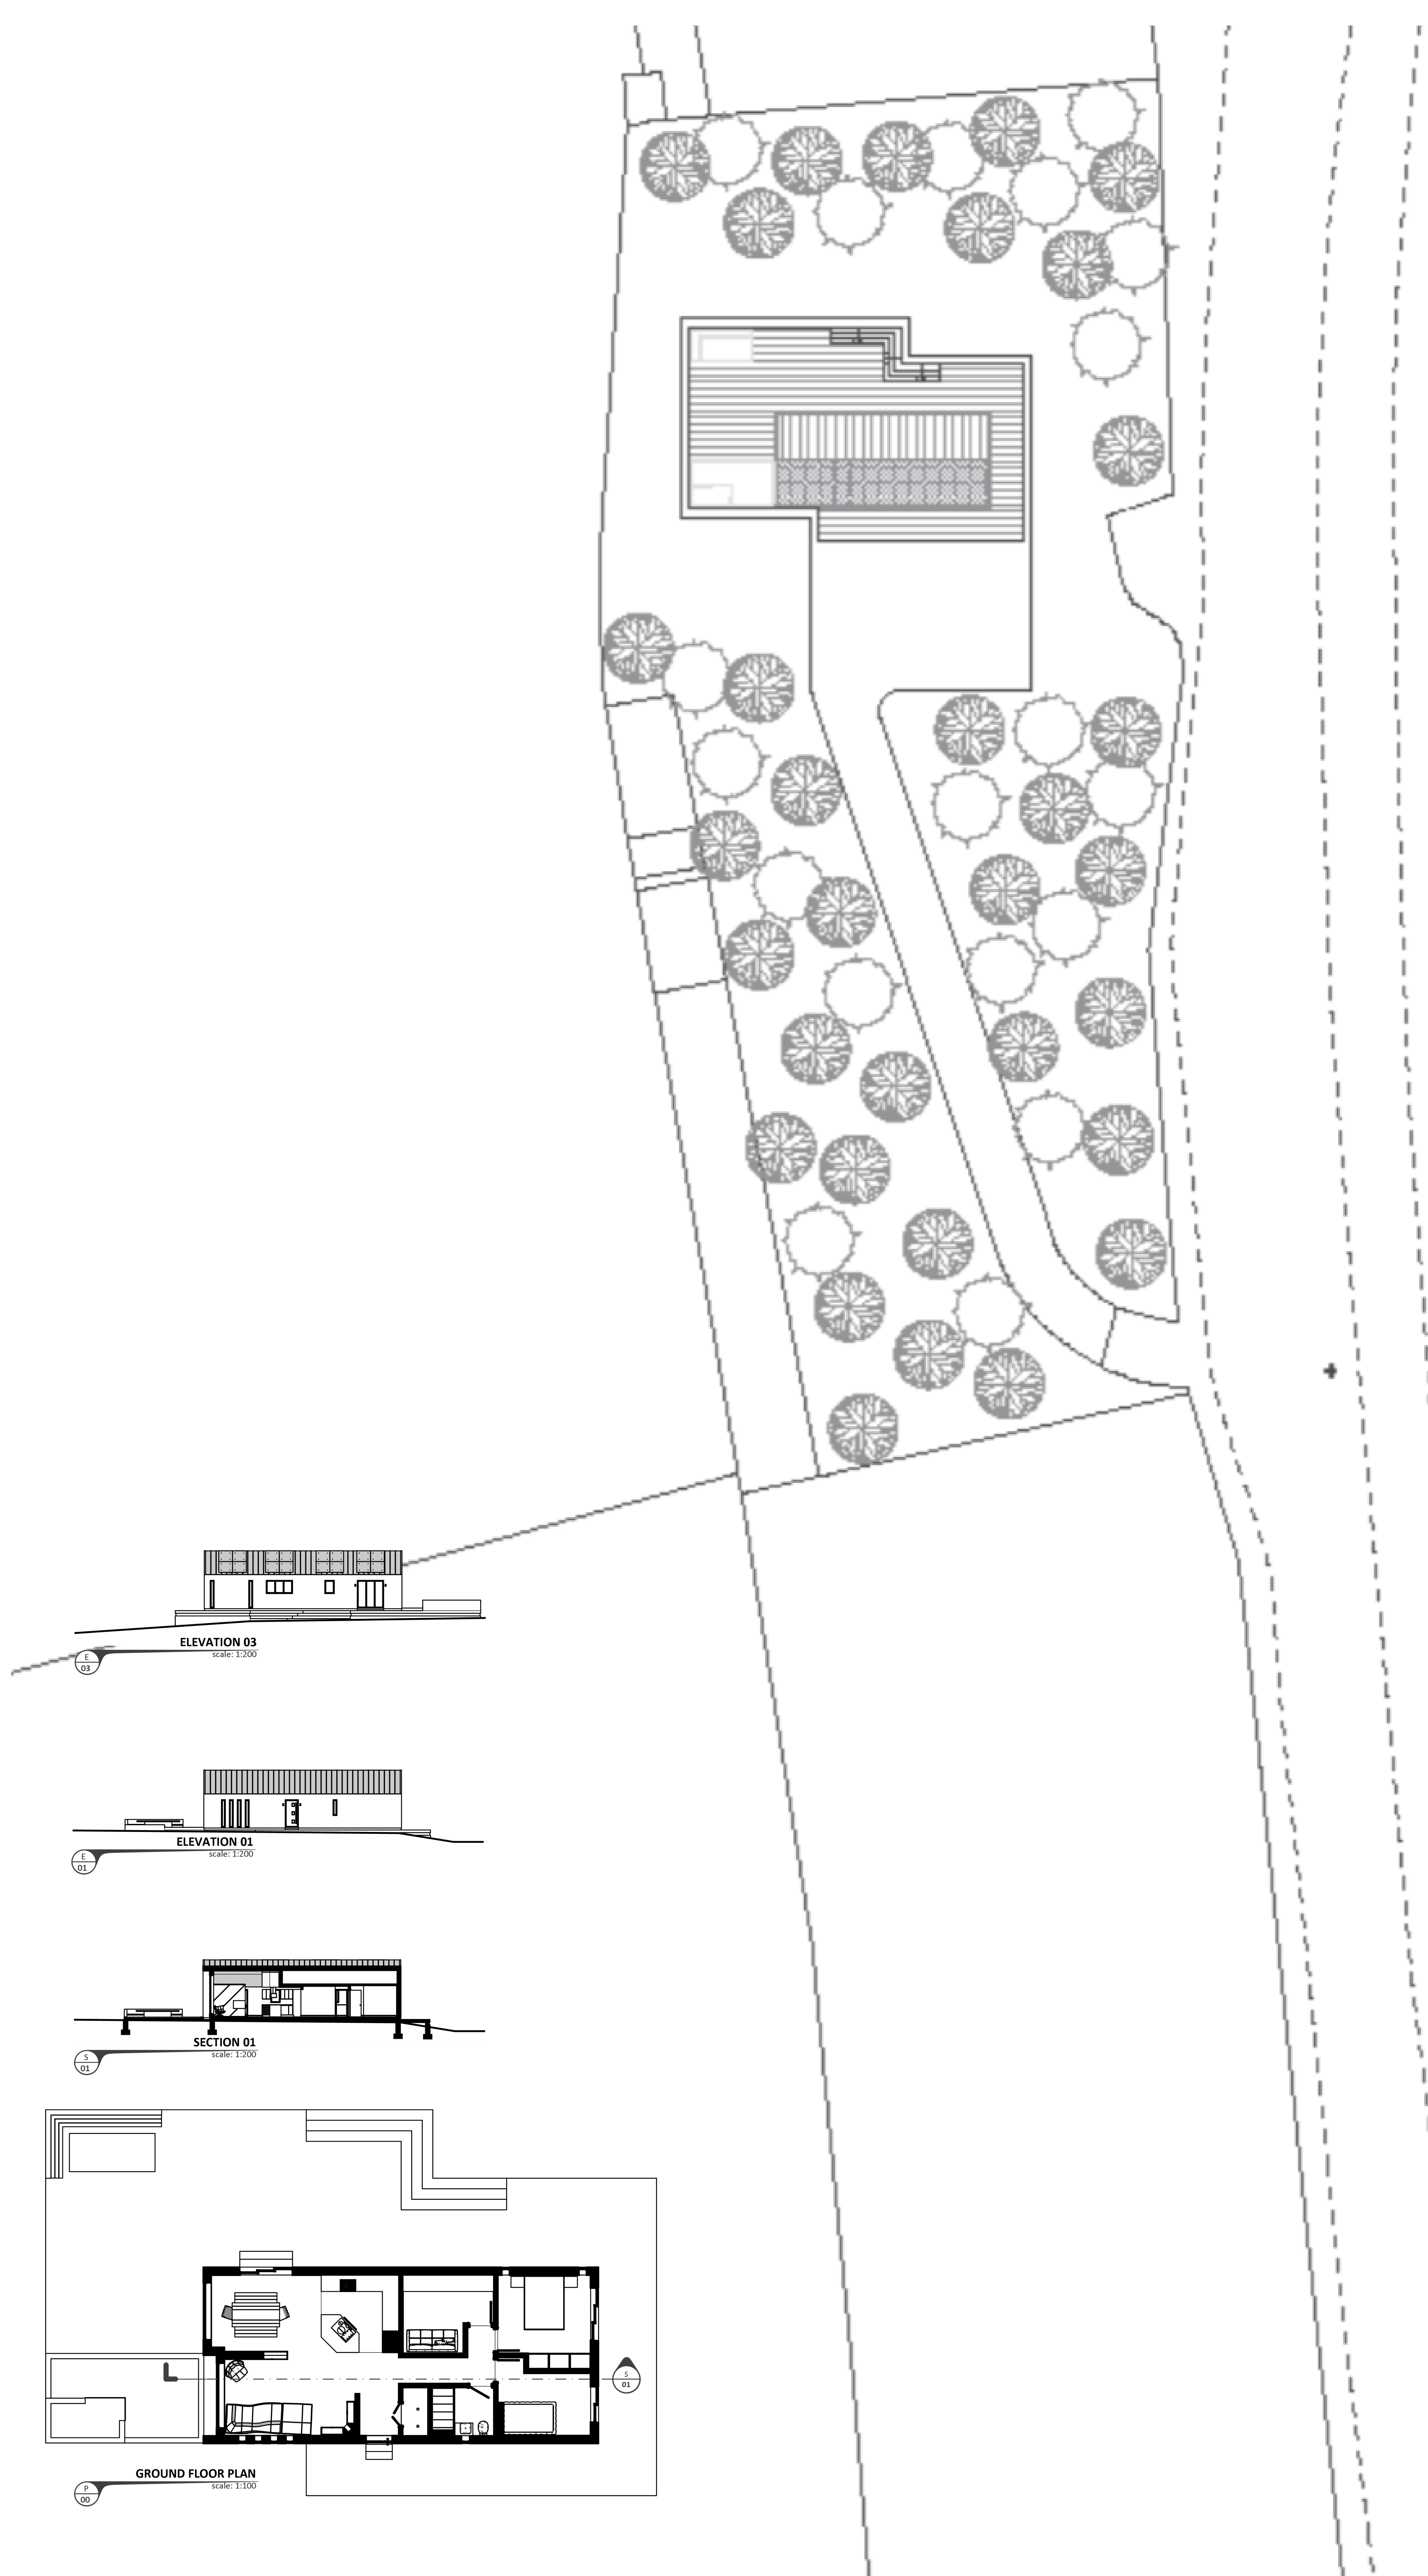 ELEVATION 03
scale: 1:200
E
03
ELEVATION 01
scale: 1:200
E
01
SECTION 01
scale: 1:200
S
01
S
01
GROUND FLOOR PLAN
scale: 1:100
P
00